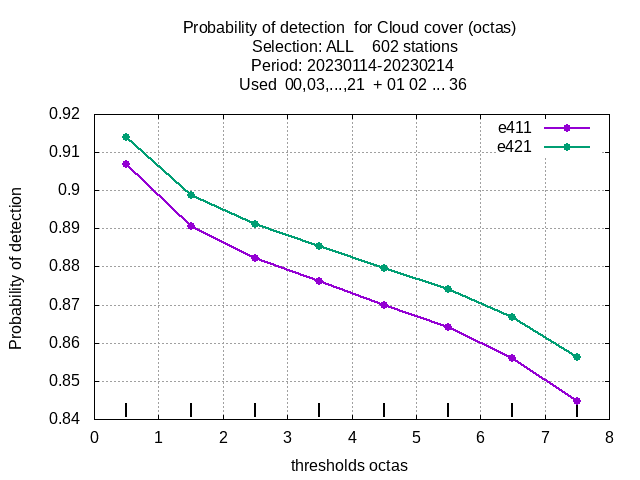 Probability of detection  for Cloud cover (octas)
Selection: ALL    602 stations
Period: 20230114-20230214
Used  00,03,...,21  + 01 02 ... 36
e411
e421
0.92
0.91
0.9
0.89
0.88
0.87
0.86
0.85
0.84
Probability of detection
0 1 2 3 4 5 6 7 8
thresholds octas